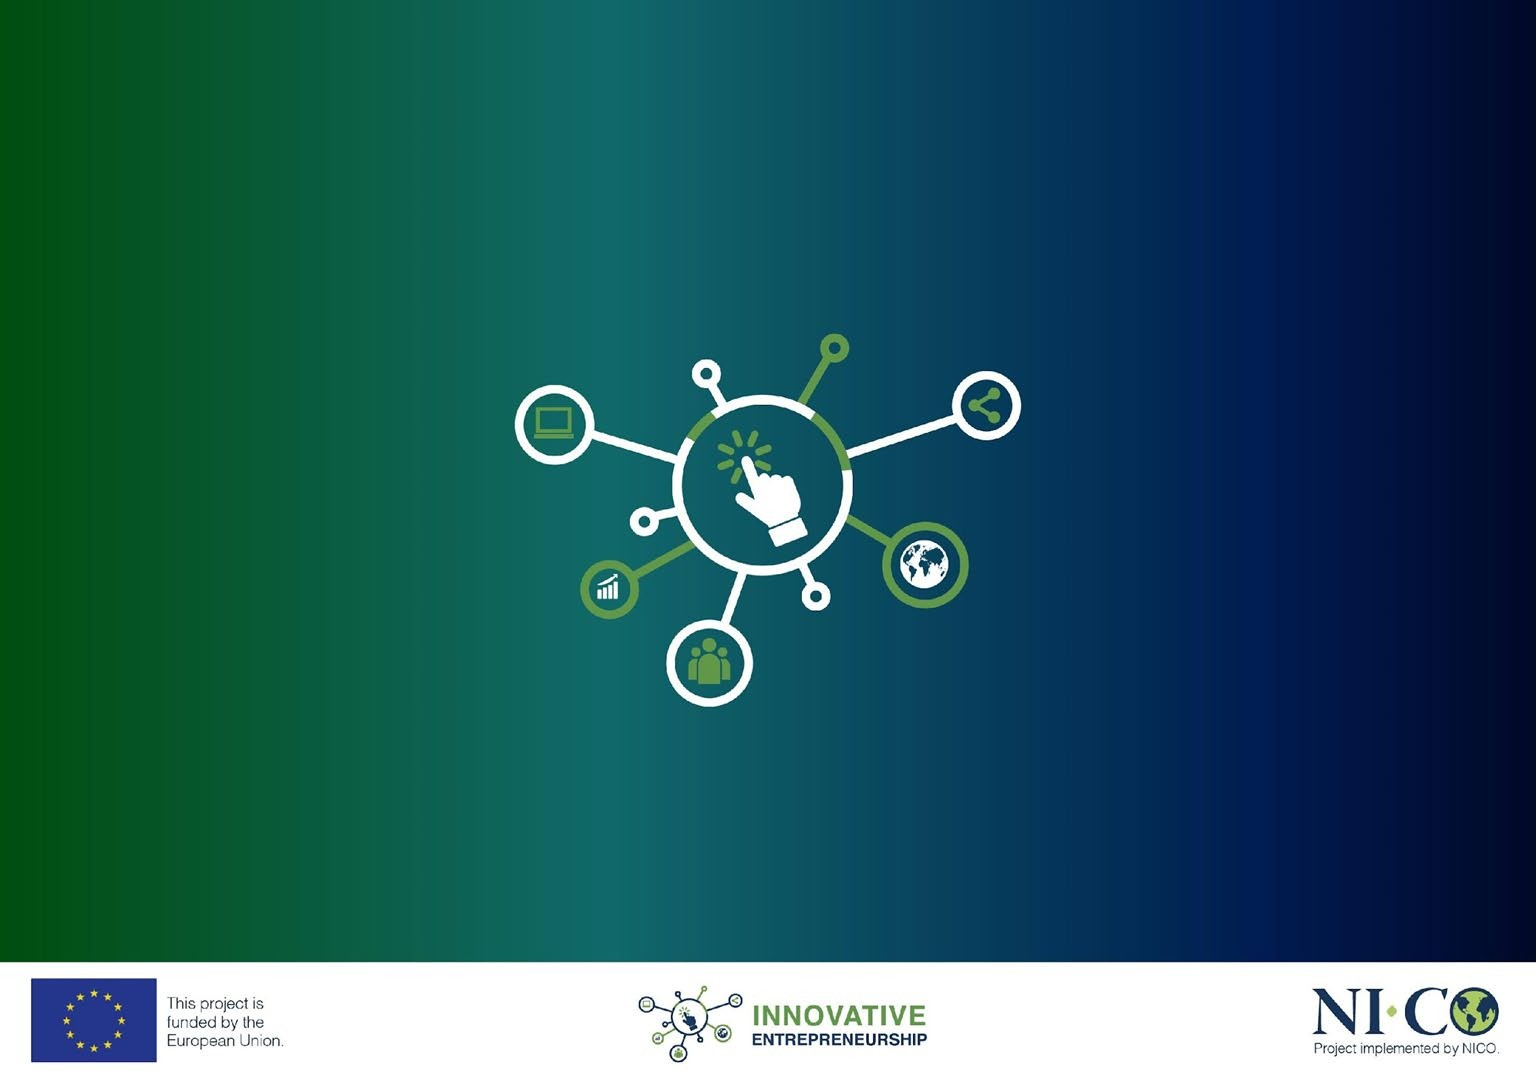 This project is
funded by the
European Union.
INNOVATIVE
ENTREPRENEURSHIP
NI·CO
Project implemented by NICO.